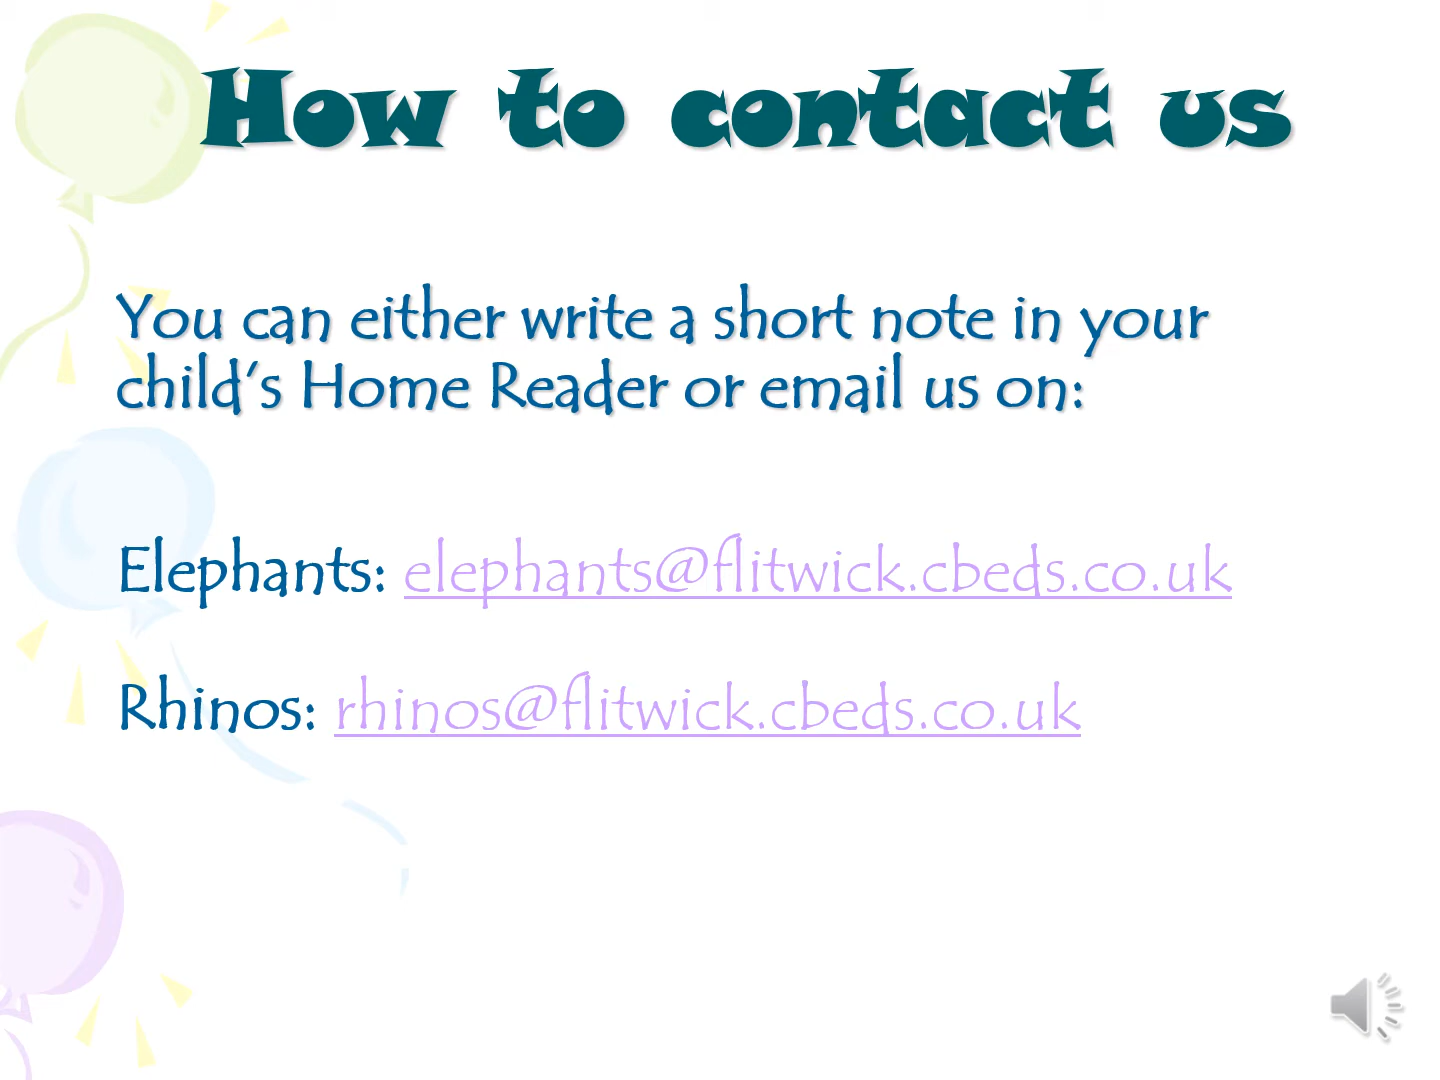 How to contact us
You can either write a short note in your
child's Home Reader or email us on:
Elephants: elephants@flitwick.cbeds.co.uk
Rhinos: rhinos@flitwick.cbeds.co.uk